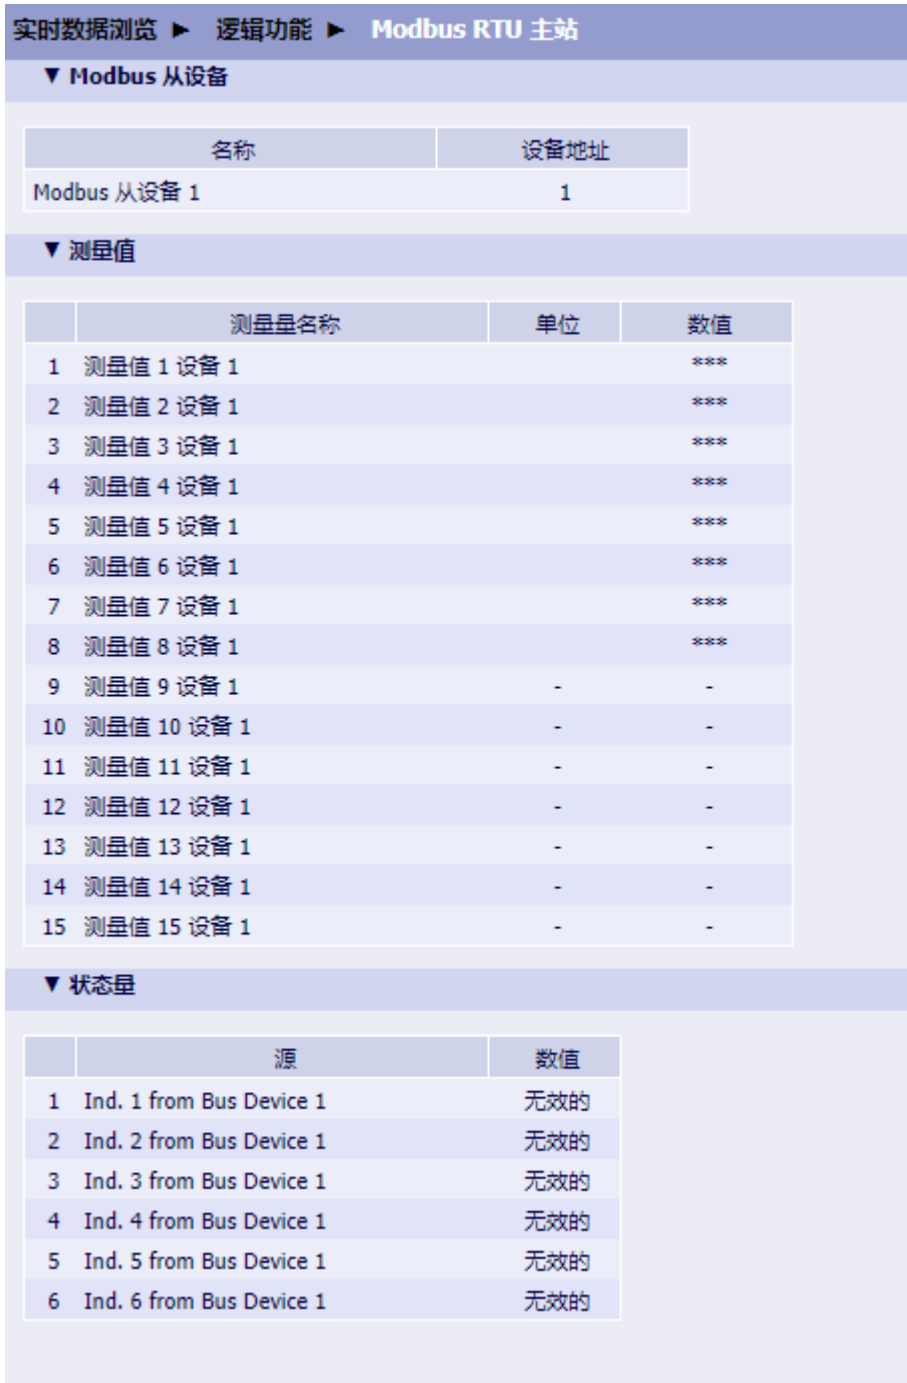 实时数据浏览 ► 逻辑功能 ► Modbus RTU 主站
▼ Modbus 从设备
名称 设备地址
Modbus 从设备 1 1
▼ 测量值
测量量名称 单位 数值
1 测量值 1 设备 1 ***
2 测量值 2 设备 1 ***
3 测量值 3 设备 1 ***
4 测量值 4 设备 1 ***
5 测量值 5 设备 1 ***
6 测量值 6 设备 1 ***
7 测量值 7 设备 1 ***
8 测量值 8 设备 1 ***
9 测量值 9 设备 1 - -
10 测量值 10 设备 1 - -
11 测量值 11 设备 1 - -
12 测量值 12 设备 1 - -
13 测量值 13 设备 1 - -
14 测量值 14 设备 1 - -
15 测量值 15 设备 1 - -
▼ 状态量
源 数值
1 Ind. 1 from Bus Device 1 无效的
2 Ind. 2 from Bus Device 1 无效的
3 Ind. 3 from Bus Device 1 无效的
4 Ind. 4 from Bus Device 1 无效的
5 Ind. 5 from Bus Device 1 无效的
6 Ind. 6 from Bus Device 1 无效的